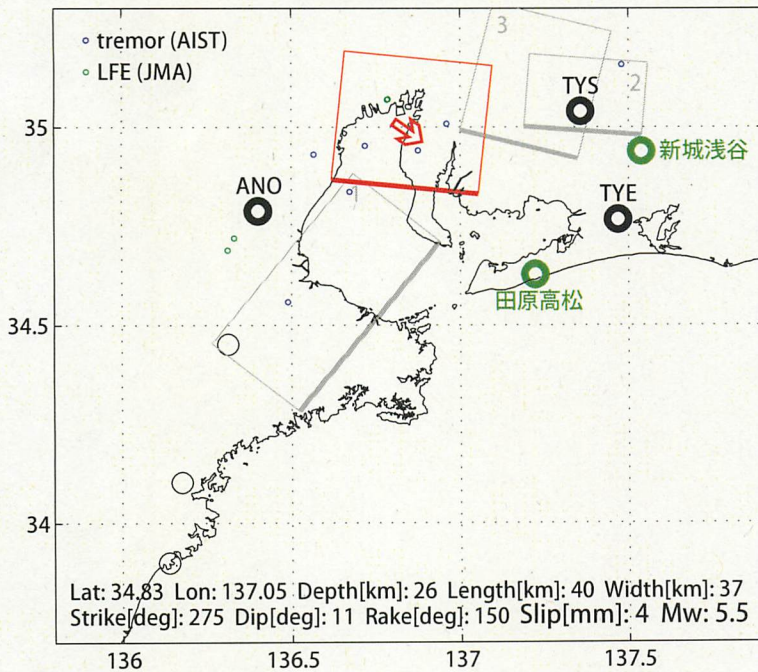 tremor (AIST)
LFE (JMA)
3
2
TYS
35
新城浅谷
ANO
1
TYE
田原高松
34.5
34
Lat: 34.83 Lon: 137.05 Depth[km]: 26 Length[km]: 40 Width[km]: 37
Strike[deg]: 275 Dip[deg]: 11 Rake[deg]: 150 Slip[mm]: 4 Mw: 5.5
136 136.5 137 137.5